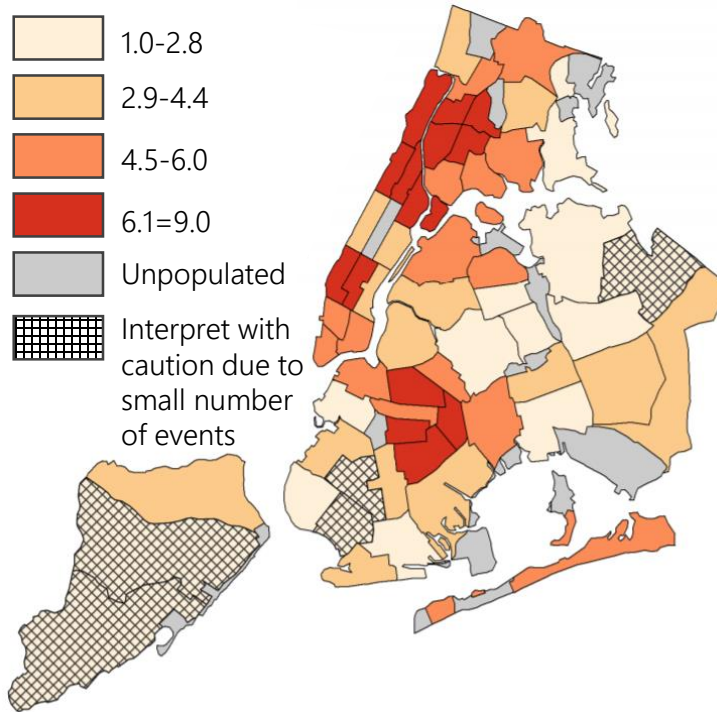 1.0-2.8
2.9-4.4
4.5-6.0
6.1=9.0
Unpopulated
Interpret with
caution due to
small number
of events